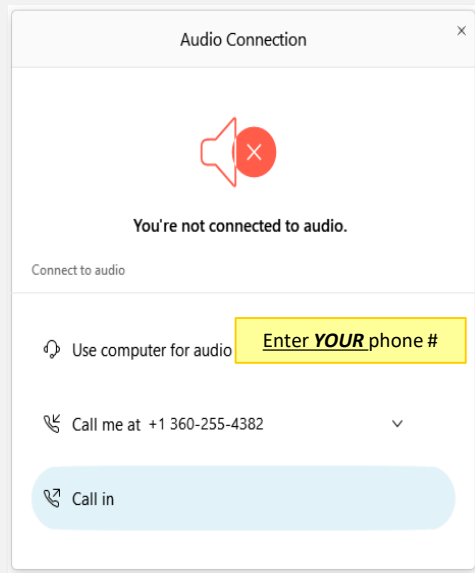 Audio Connection
You're not connected to audio.
Connect to audio
Enter YOUR phone #
Use computer for audio
Call me at +1 360-255-4382
Call in